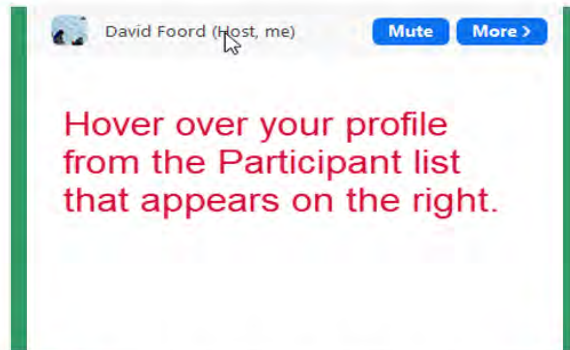 David Foord (Host, me) Mute More >
Hover over your profile
from the Participant list
that appears on the right.